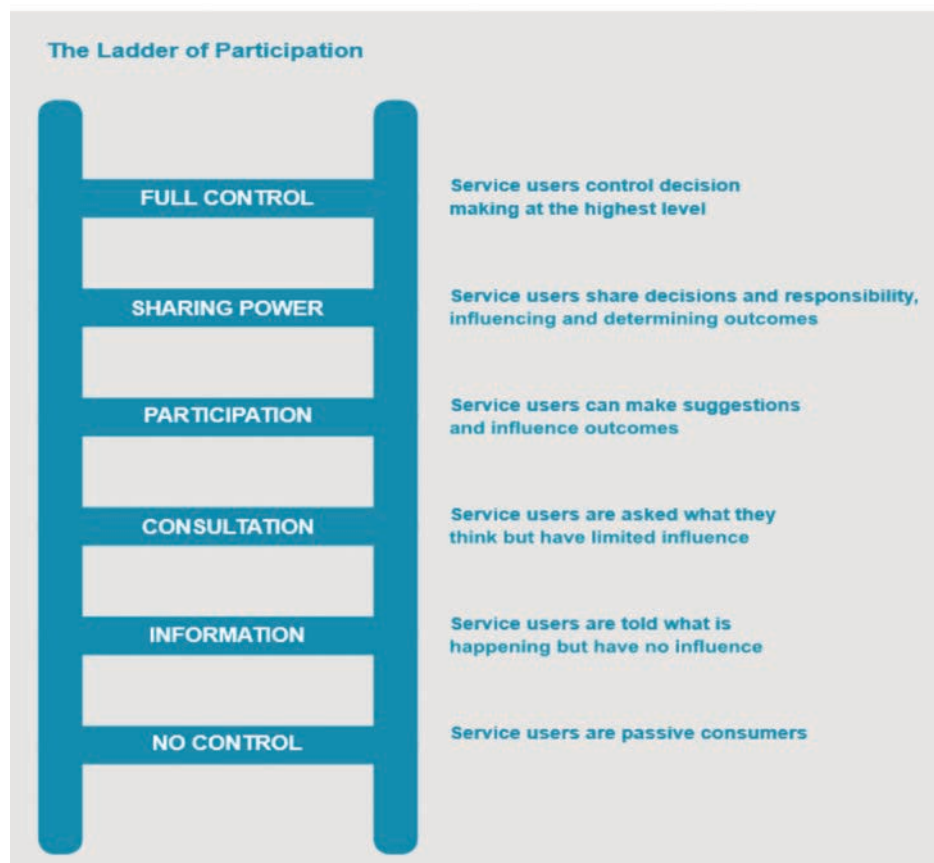 The Ladder of Participation
FULL CONTROL
Service users control decision
making at the highest level
SHARING POWER
Service users share decisions and responsibility,
influencing and determining outcomes
PARTICIPATION
Service users can make suggestions
and influence outcomes
CONSULTATION
Service users are asked what they
think but have limited influence
INFORMATION
Service users are told what is
happening but have no influence
NO CONTROL
Service users are passive consumers